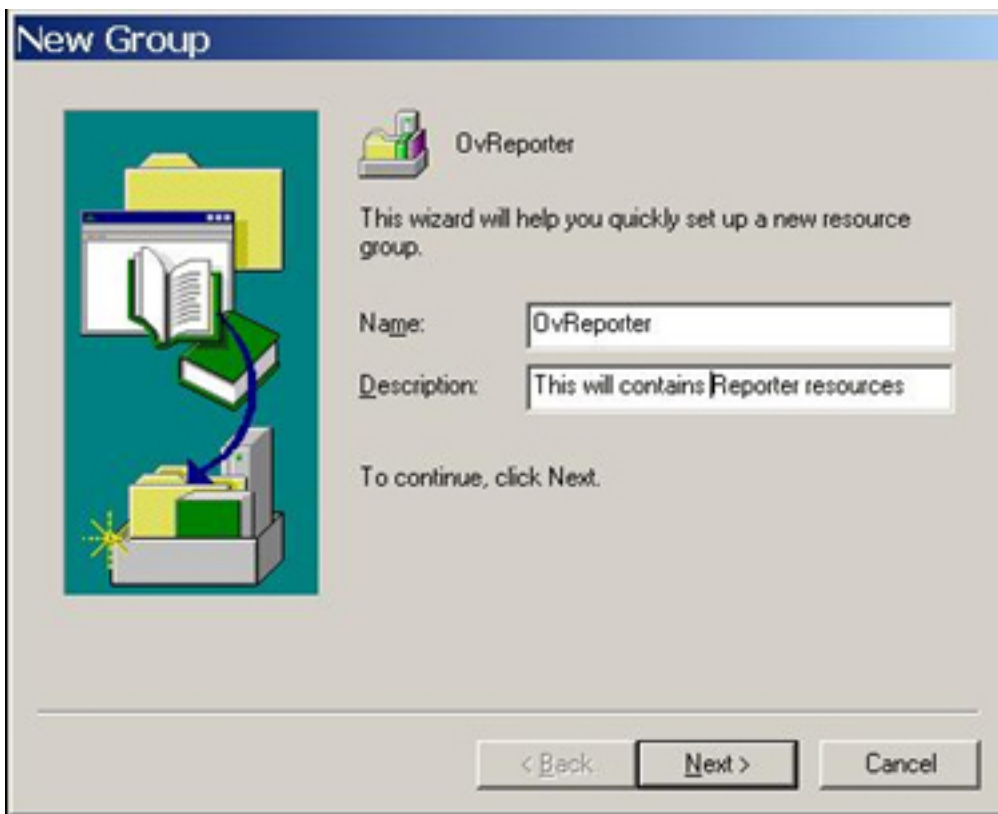 New Group
OvReporter
This wizard will help you quickly set up a new resource
group.
Name: OvReporter
Description: This will contains Reporter resources
To continue, click Next.
< Back Next > Cancel